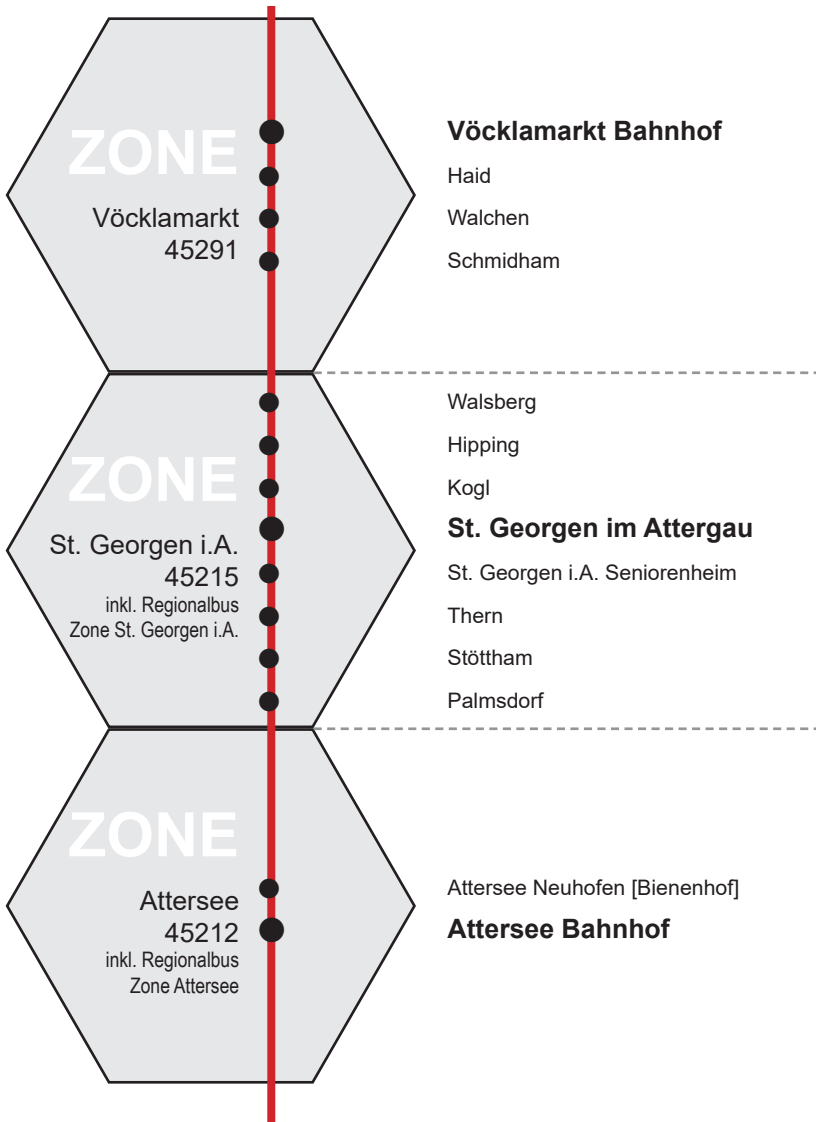 ZONE
Vöcklamarkt
45291
Vöcklamarkt Bahnhof
Haid
Walchen
Schmidham
ZONE
St. Georgen i.A.
45215
inkl. Regionalbus
Zone St. Georgen i.A.
Walsberg
Hipping
Kogl
St. Georgen im Attergau
St. Georgen i.A. Seniorenheim
Thern
Stöttham
Palmsdorf
ZONE
Attersee
45212
inkl. Regionalbus
Zone Attersee
Attersee Neuhofen [Bienenhof]
Attersee Bahnhof